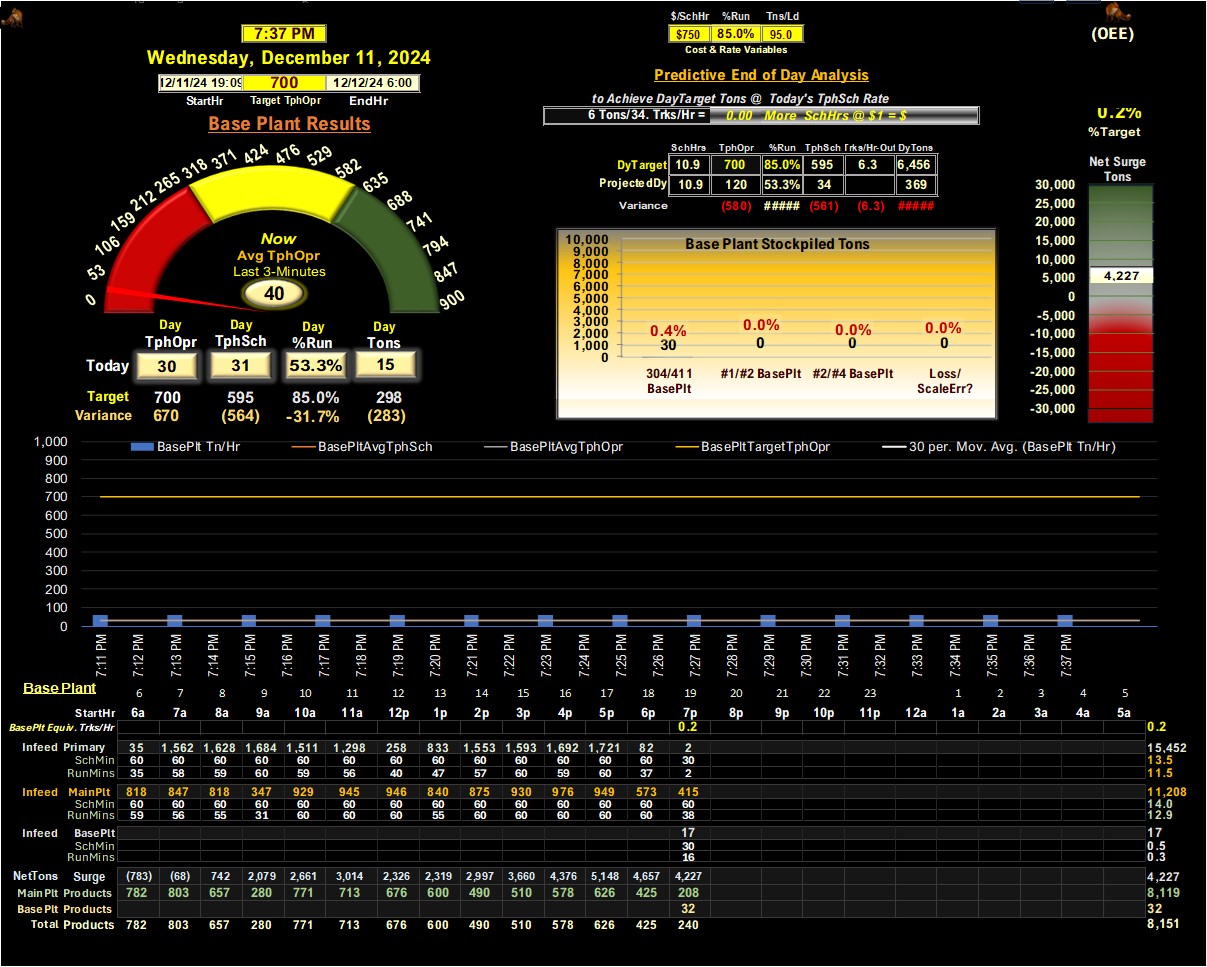 $/SchHr %Run Tns/Ld
(OEE)
7:37 PM
$750 85.0% 95.0
Cost & Rate Variables
Wednesday, December 11, 2024
12/11/24 19:09 700 12/12/24 6:00
StartHr Target TphOpr EndHr
Predictive End of Day Analysis
to Achieve DayTarget Tons @ Today's TphSch Rate
6 Tons/34. Trks/Hr = 0.00 More SchHrs @ $1 = $
0.2%
%Target
Base Plant Results
SchHrs TphOpr %Run TphSch Trks/Hr-Out DyTons
DyTarget 10.9 700 85.0% 595 6.3 6,456
ProjectedDy 10.9 120 53.3% 34 369
Variance (580) ##### (561) (6.3) #####
0 53 106 159 212 265 318 371 424 476 529 582 635 688 741 794 847 900
Now
Avg TphOpr
Last 3-Minutes
40
Day Day Day Day
TphOpr TphSch %Run Tons
Today 30 31 53.3% 15
Target 700 595 85.0% 298
Variance 670 (564) -31.7% (283)
Base Plant Stockpiled Tons
10,000
9,000
8,000
7,000
6,000
5,000
4,000
3,000
2,000
1,000
0
0.4% 0.0% 0.0% 0.0%
30 0 0 0
304/411 BasePlt
#1/#2 BasePlt
#2/#4 BasePlt
Loss/ ScaleErr?
Net Surge
Tons
30,000
25,000
20,000
15,000
10,000
5,000
0
-5,000
-10,000
-15,000
-20,000
-25,000
-30,000
4,227
BasePlt Tn/Hr BasePltAvgTphSch BasePltAvgTphOpr BasePltTargetTphOpr 30 per. Mov. Avg. (BasePlt Tn/Hr)
1,000
900
800
700
600
500
400
300
200
100
0
7:11 PM 7:12 PM 7:13 PM 7:14 PM 7:15 PM 7:16 PM 7:17 PM 7:18 PM 7:19 PM 7:20 PM 7:21 PM 7:22 PM 7:23 PM 7:24 PM 7:25 PM 7:26 PM 7:27 PM 7:28 PM 7:29 PM 7:30 PM 7:31 PM 7:32 PM 7:33 PM 7:34 PM 7:35 PM 7:36 PM 7:37 PM
Base Plant
6 7 8 9 10 11 12 13 14 15 16 17 18 19 20 21 22 23 1 2 3 4 5
StartHr 6a 7a 8a 9a 10a 11a 12p 1p 2p 3p 4p 5p 6p 7p 8p 9p 10p 11p 12a 1a 2a 3a 4a 5a
BasePlt Equiv. Trks/Hr 0.2 0.2
Infeed Primary 35 1,562 1,628 1,684 1,511 1,298 258 833 1,553 1,593 1,692 1,721 82 2 15,452
SchMin 60 60 60 60 60 60 60 60 60 60 60 60 60 30 13.5
RunMins 35 58 59 60 59 56 40 47 57 60 59 60 37 2 11.5
Infeed MainPlt 818 847 818 347 929 945 946 840 875 930 976 949 573 415 11,208
SchMin 60 60 60 60 60 60 60 60 60 60 60 60 60 60 14.0
RunMins 59 56 55 31 60 60 60 55 60 60 60 60 60 38 12.9
Infeed BasePlt 17 17
SchMin 30 0.5
RunMins 16 0.3
NetTons Surge (783) (68) 742 2,079 2,661 3,014 2,326 2,319 2,997 3,660 4,376 5,148 4,657 4,227 4,227
MainPlt Products 782 803 657 280 771 713 676 600 490 510 578 626 425 208 8,119
BasePlt Products 32 32
Total Products 782 803 657 280 771 713 676 600 490 510 578 626 425 240 8,151